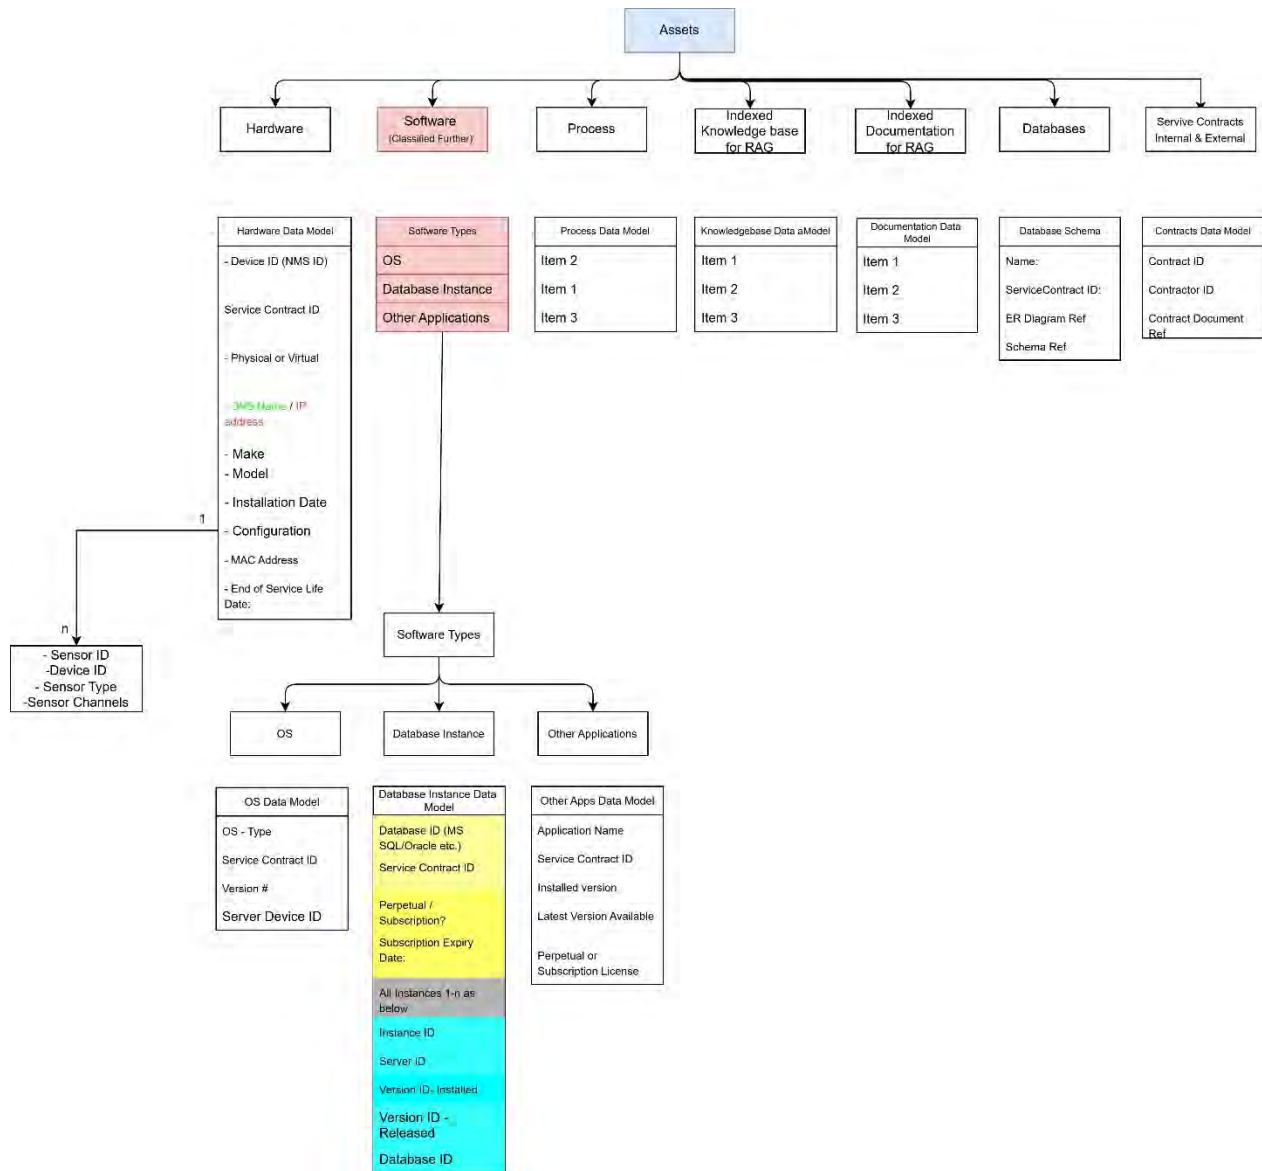 Assets
Hardware
Software
(Classified Further)
Process
Indexed
Knowledge base
for RAG
Indexed
Documentation
for RAG
Databases
Servive Contracts
Internal & External
Hardware Data Model
- Device ID (NMS ID)
Service Contract ID
- Physical or Virtual
Name / IP
address
- Make
- Model
- Installation Date
- Configuration
- MAC Address
- End of Service Life
Date:
Software Types
OS
Database Instance
Other Applications
Process Data Model
Item 2
Item 1
Item 3
Knowledgebase Data aModel
Item 1
Item 2
Item 3
Documentation Data
Model
Item 1
Item 2
Item 3
Database Schema
Name:
ServiceContract ID:
ER Diagram Ref
Schema Ref
Contracts Data Model
Contract ID
Contractor ID
Contract Document
Ref
1
n
- Sensor ID
-Device ID
- Sensor Type
-Sensor Channels
Software Types
OS
Database Instance
Other Applications
OS Data Model
OS - Type
Service Contract ID
Version #
Server Device ID
Database Instance Data
Model
Database ID (MS
SQL/Oracle etc.)
Service Contract ID
Perpetual /
Subscription?
Subscription Expiry
Date:
All Instances 1-n as
below
Instance ID
Server ID
Version ID- Installed
Version ID -
Released
Database ID
Other Apps Data Model
Application Name
Service Contract ID
Installed version
Latest Version Available
Perpetual or
Subscription License